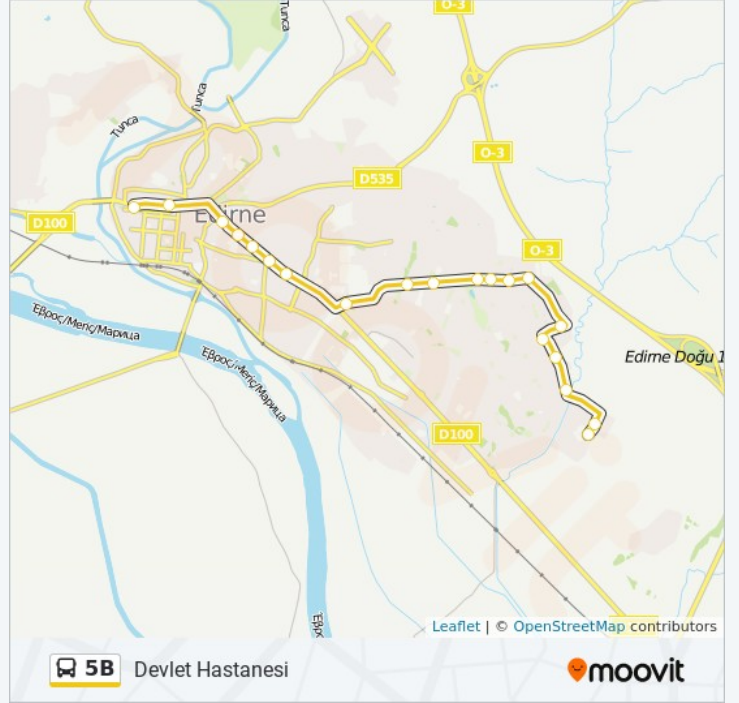 O-3
Tunca
Tunca
Tunca
O-3
D535
Edirne
D100
O-3
Έβρος/Meriç/Марица
Έβρος/Meriç/Марица
Edirne Doğu 1
D100
Έβρος
Leaflet | © OpenStreetMap contributors
5B Devlet Hastanesi
moovit